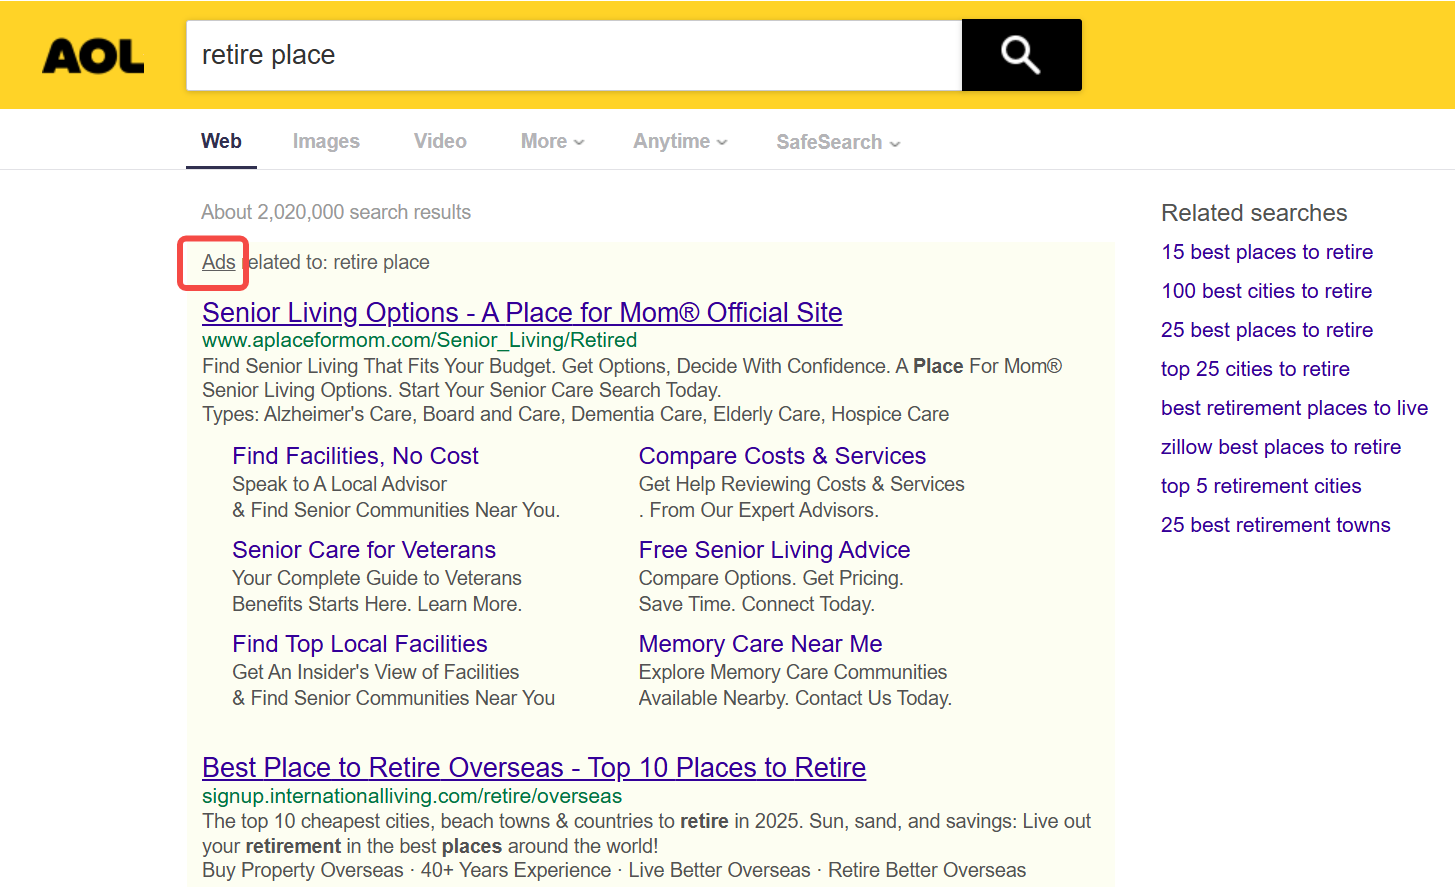 AOL
retire place
Web
Images
Video
More
Anytime
SafeSearch
About 2,020,000 search results
Ads related to: retire place
Senior Living Options - A Place for Mom® Official Site
www.aplaceformom.com/Senior_Living/Retired
Find Senior Living That Fits Your Budget. Get Options, Decide With Confidence. A Place For Mom®
Senior Living Options. Start Your Senior Care Search Today.
Types: Alzheimer's Care, Board and Care, Dementia Care, Elderly Care, Hospice Care
Find Facilities, No Cost
Speak to A Local Advisor
& Find Senior Communities Near You.
Compare Costs & Services
Get Help Reviewing Costs & Services
. From Our Expert Advisors.
Senior Care for Veterans
Your Complete Guide to Veterans
Benefits Starts Here. Learn More.
Free Senior Living Advice
Compare Options. Get Pricing.
Save Time. Connect Today.
Find Top Local Facilities
Get An Insider's View of Facilities
& Find Senior Communities Near You
Memory Care Near Me
Explore Memory Care Communities
Available Nearby. Contact Us Today.
Best Place to Retire Overseas - Top 10 Places to Retire
signup.internationalliving.com/retire/overseas
The top 10 cheapest cities, beach towns & countries to retire in 2025. Sun, sand, and savings: Live out
your retirement in the best places around the world!
Buy Property Overseas · 40+ Years Experience · Live Better Overseas · Retire Better Overseas
Related searches
15 best places to retire
100 best cities to retire
25 best places to retire
top 25 cities to retire
best retirement places to live
zillow best places to retire
top 5 retirement cities
25 best retirement towns